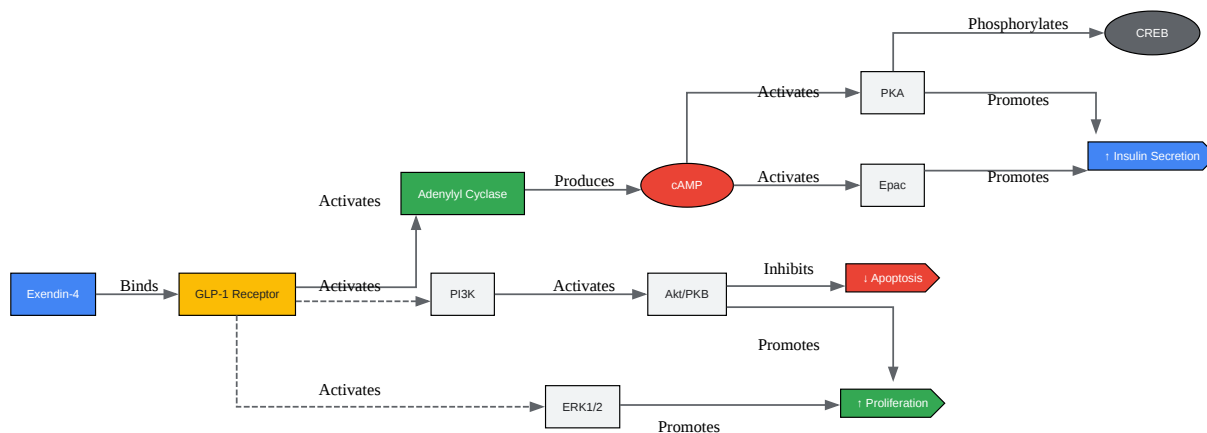 Phosphorylates
CREB
Activates
PKA
Promotes
↑ Insulin Secretion
Produces
cAMP
Activates
Epac
Promotes
Activates
Adenylyl Cyclase
Exendin-4
Binds
GLP-1 Receptor
Activates
PI3K
Activates
Akt/PKB
Inhibits
↓ Apoptosis
Promotes
Activates
ERK1/2
Promotes
↑ Proliferation